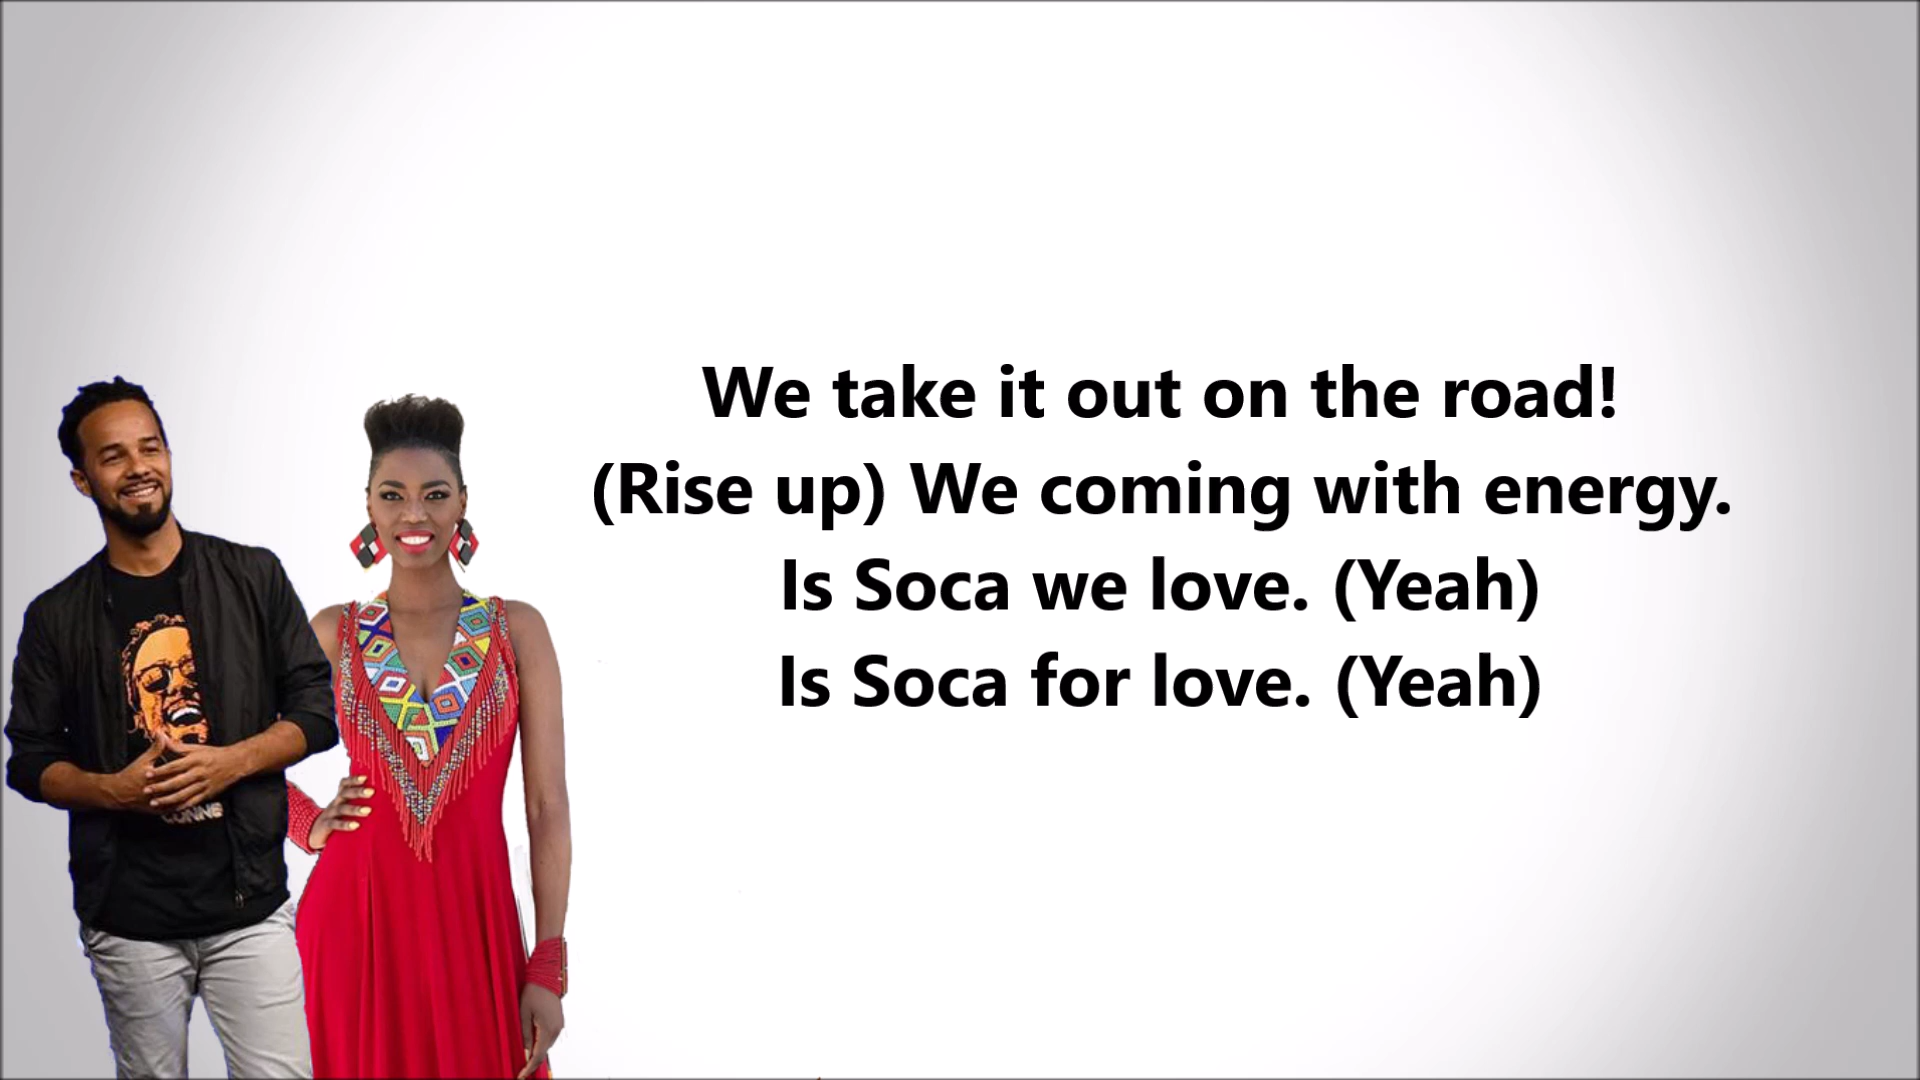 We take it out on the road!
(Rise up) We coming with energy.
Is Soca we love. (Yeah)
Is Soca for love. (Yeah)